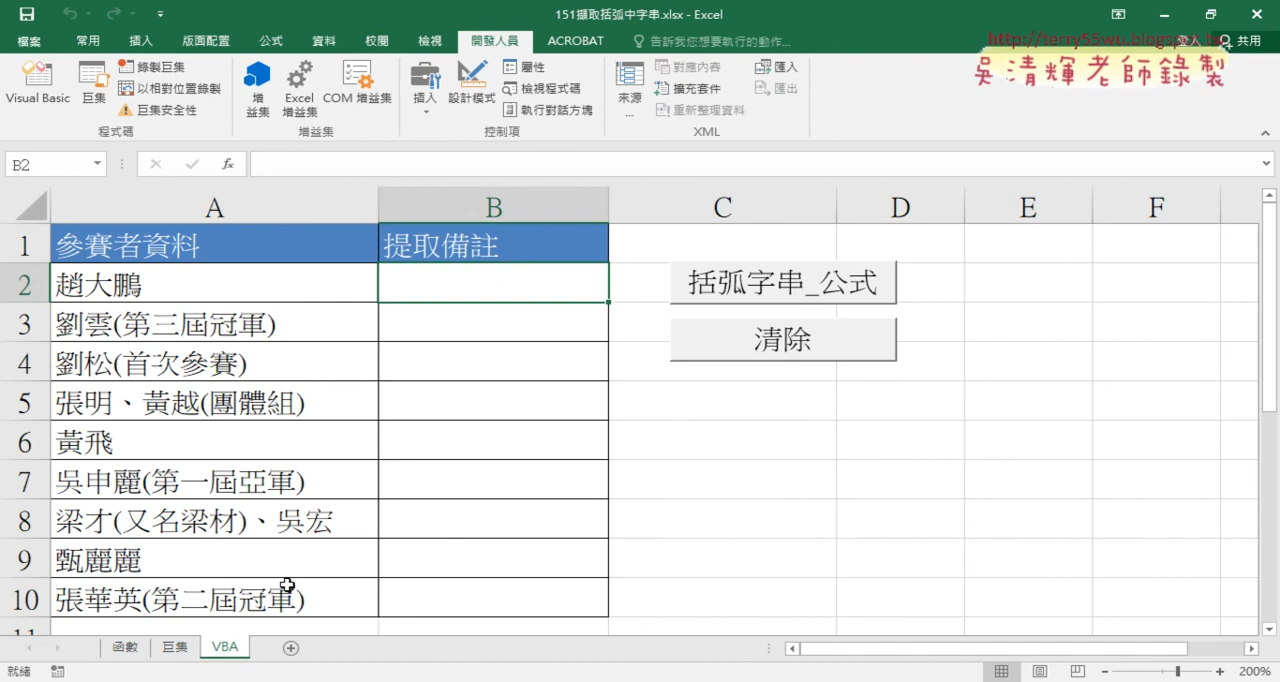 151擷取括弧中字串.xlsx - Excel
檔案 常用 插入 版面配置 公式 資料 校閱 檢視 開發人員 ACROBAT 告訴我您想要執行的動作... 登入 共用
http://terry55wu.blogspot.tw
吳清輝老師錄製
Visual Basic 巨集 錄製巨集 以相對位置錄製 巨集安全性
程式碼
增益集 Excel 增益集 COM 增益集
增益集
插入 設計模式 屬性 檢視程式碼 執行對話方塊
控制項
來源... 對應內容 擴充套件 重新整理資料 匯入 匯出
XML
B2 fx
A B C D E F
1 參賽者資料 提取備註
2 趙大鵬
3 劉雲(第三屆冠軍)
4 劉松(首次參賽)
5 張明、黃越(團體組)
6 黃飛
7 吳申麗(第一屆亞軍)
8 梁才(又名梁材)、吳宏
9 甄麗麗
10 張華英(第二屆冠軍)
11
括弧字串_公式
清除
函數 巨集 VBA
就緒 200%